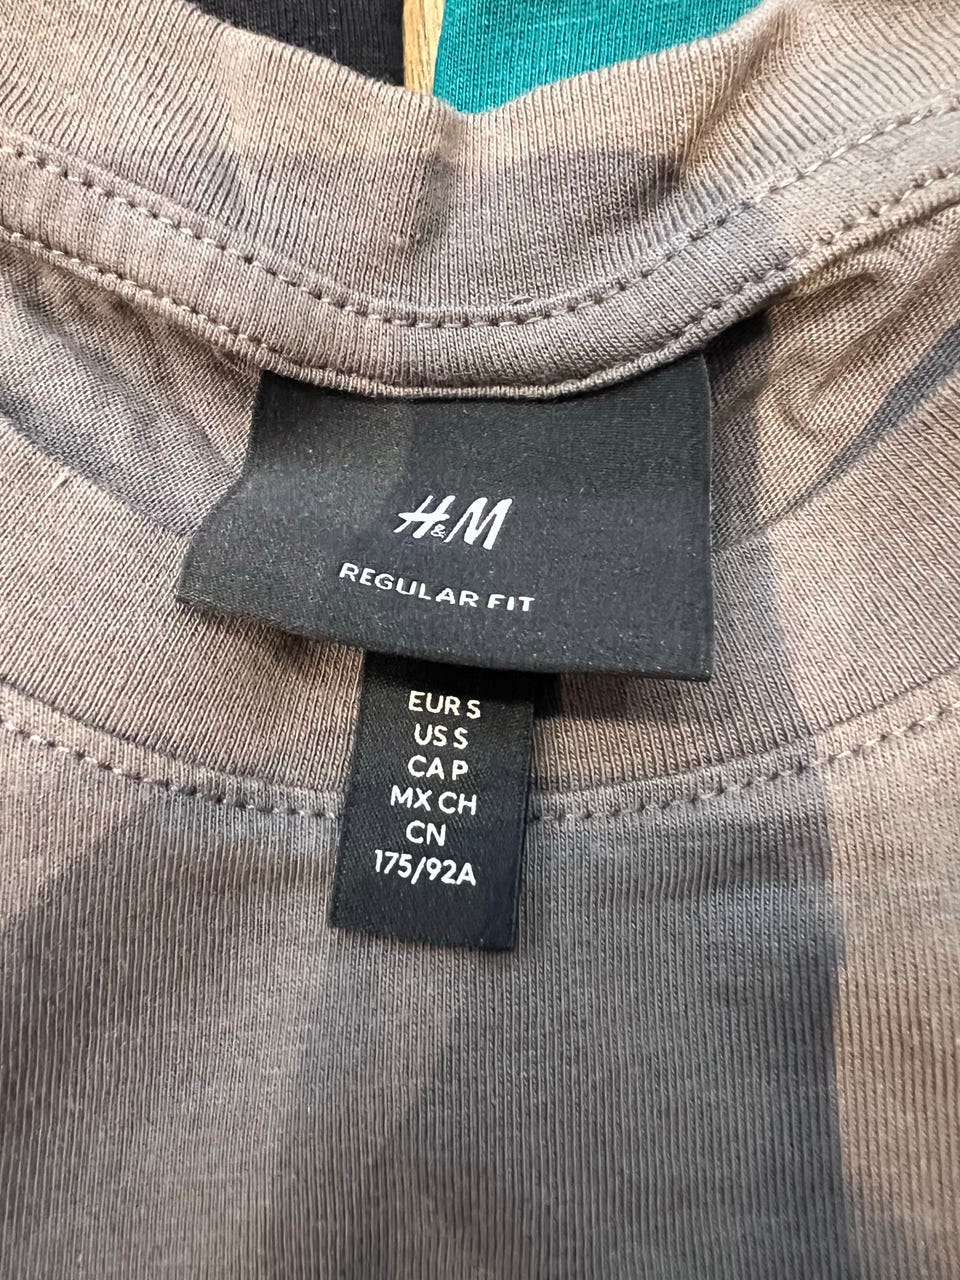 H&M
REGULAR FIT
EUR S
US S
CA P
MX CH
CN
175/92A